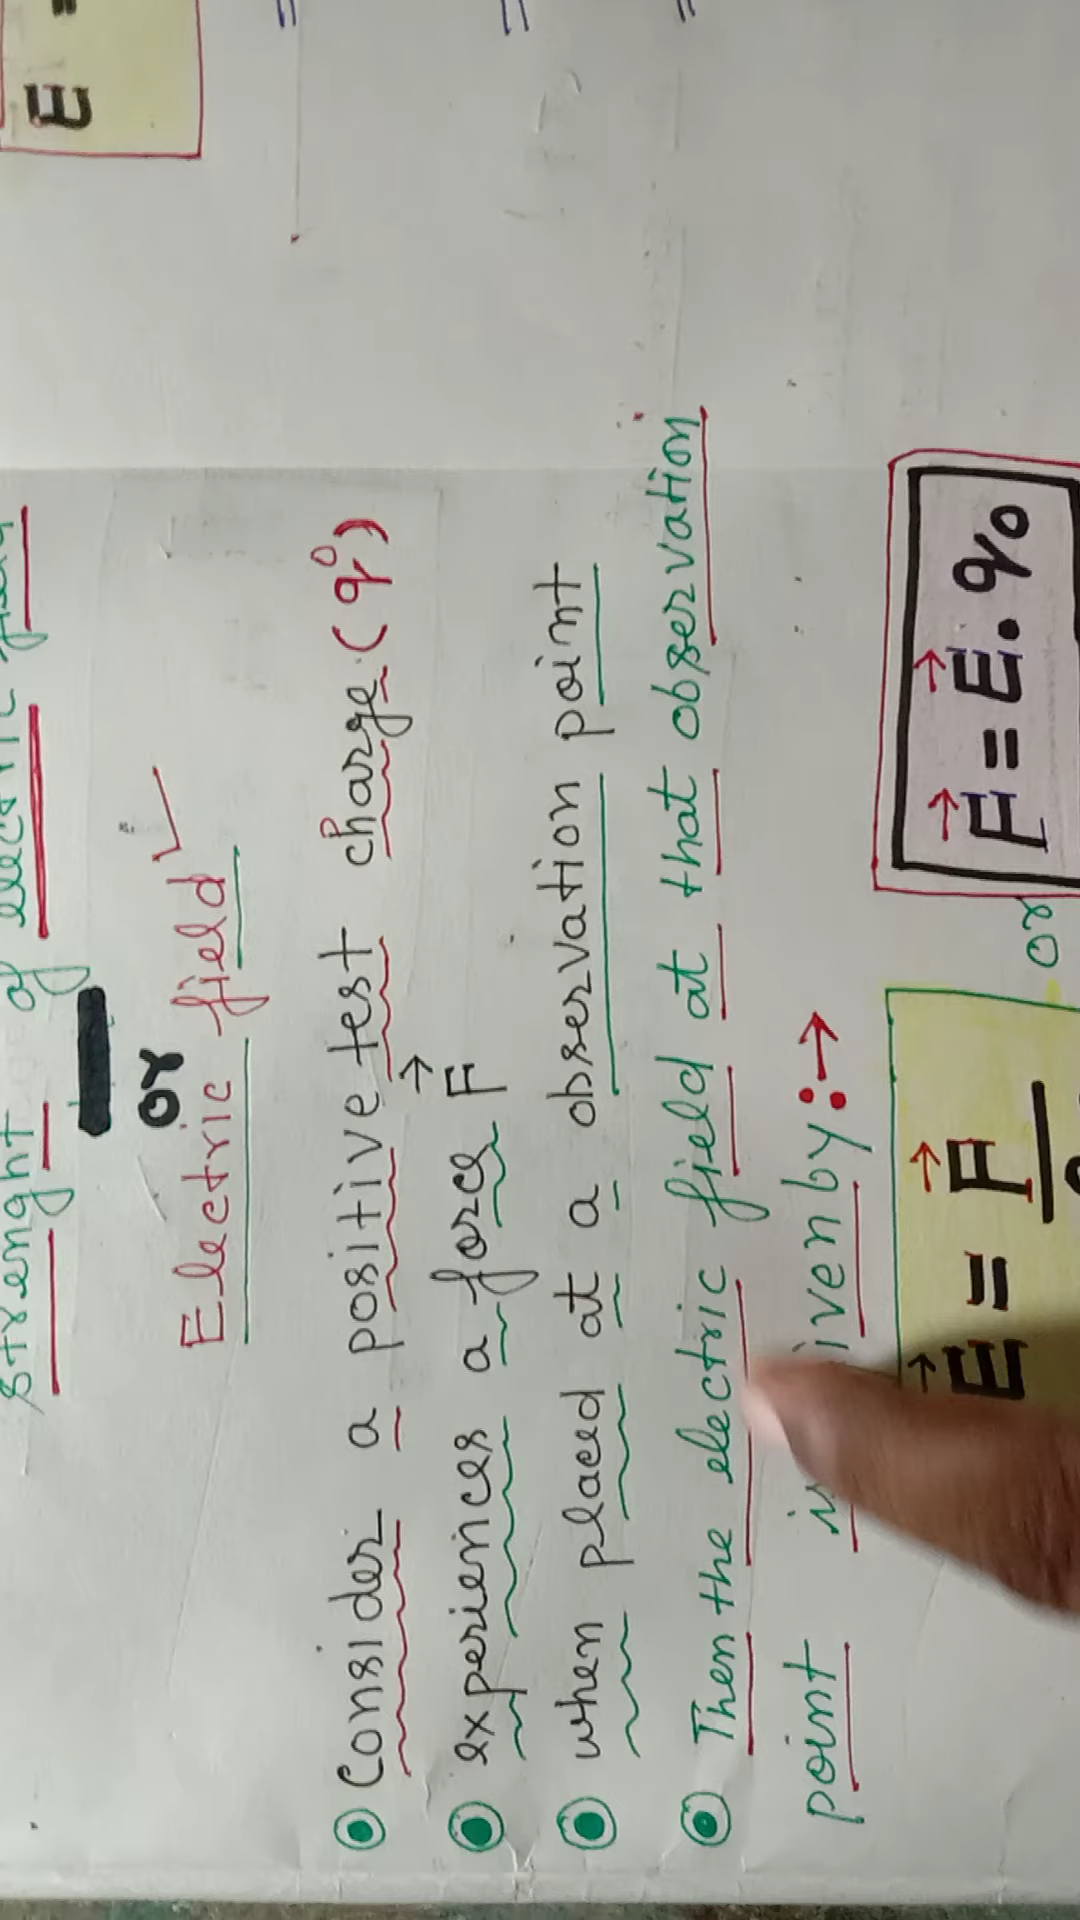 strenght of electric
or
Electric field
Consider a positive test charge (q₀)
experiences a force F⃗
when placed at a observation point
Then the electric field at that observation
point is given by :→
E⃗ = F⃗ or F⃗ = E⃗ . q₀
E =